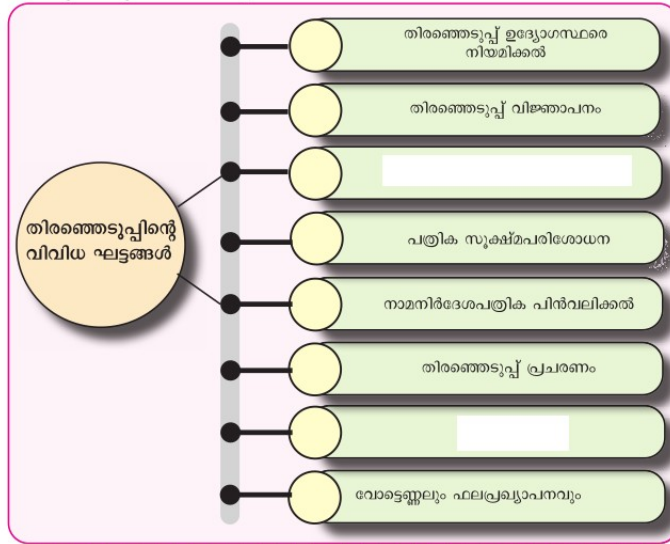 തിരഞ്ഞെടുപ്പ് ഉദ്യോഗസ്ഥരെ
നിയമിക്കൽ
തിരഞ്ഞെടുപ്പ് വിജ്ഞാപനം
തിരഞ്ഞെടുപ്പിന്റെ
വിവിധ ഘട്ടങ്ങൾ
പത്രിക സൂക്ഷ്മപരിശോധന
നാമനിർദേശപത്രിക പിൻവലിക്കൽ
തിരഞ്ഞെടുപ്പ് പ്രചരണം
വോട്ടെണ്ണലും ഫലപ്രഖ്യാപനവും